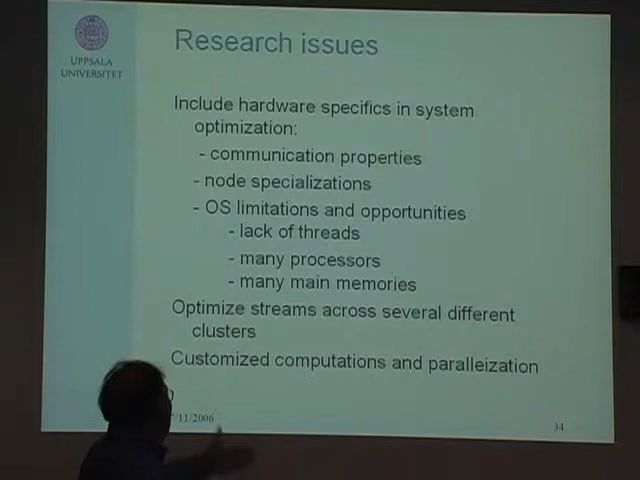 UPPSALA
UNIVERSITET
Research issues
Include hardware specifics in system
optimization:
- communication properties
- node specializations
- OS limitations and opportunities
- lack of threads
- many processors
- many main memories
Optimize streams across several different
clusters
Customized computations and paralleization
/11/2006
34